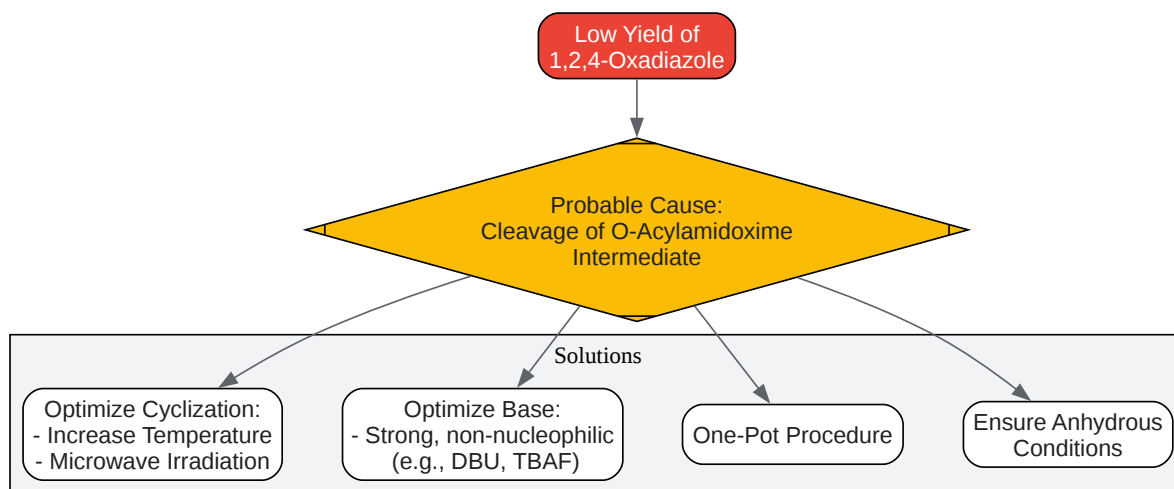 Low Yield of
1,2,4-Oxadiazole
Probable Cause:
Cleavage of O-Acylamidoxime
Intermediate
Solutions
Optimize Cyclization:
- Increase Temperature
- Microwave Irradiation
Optimize Base:
- Strong, non-nucleophilic
(e.g., DBU, TBAF)
One-Pot Procedure
Ensure Anhydrous
Conditions